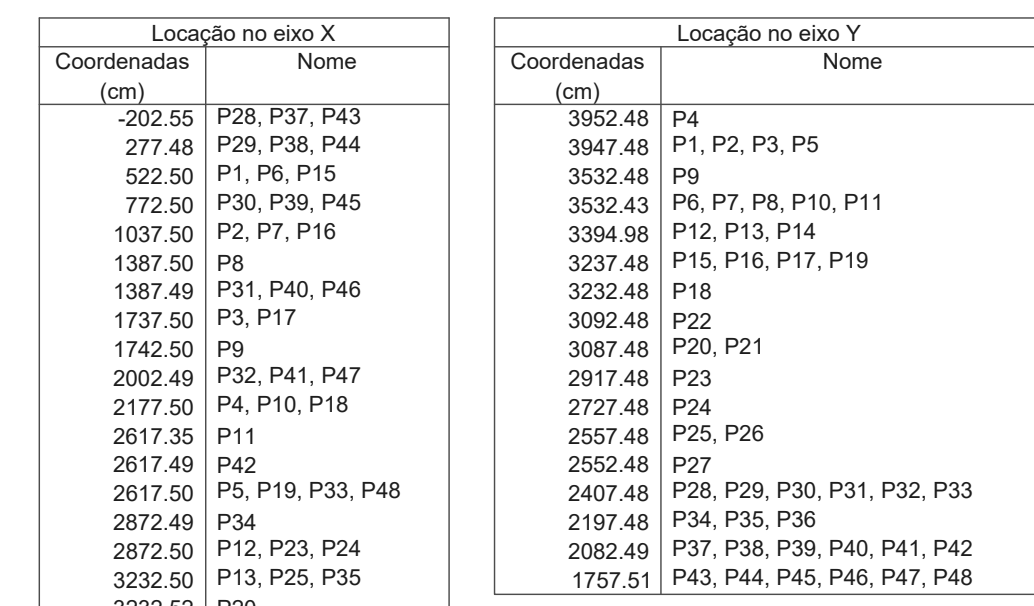 Locação no eixo X
Coordenadas Nome
(cm)
-202.55 P28, P37, P43
277.48 P29, P38, P44
522.50 P1, P6, P15
772.50 P30, P39, P45
1037.50 P2, P7, P16
1387.50 P8
1387.49 P31, P40, P46
1737.50 P3, P17
1742.50 P9
2002.49 P32, P41, P47
2177.50 P4, P10, P18
2617.35 P11
2617.49 P42
2617.50 P5, P19, P33, P48
2872.49 P34
2872.50 P12, P23, P24
3232.50 P13, P25, P35
Locação no eixo Y
Coordenadas Nome
(cm)
3952.48 P4
3947.48 P1, P2, P3, P5
3532.48 P9
3532.43 P6, P7, P8, P10, P11
3394.98 P12, P13, P14
3237.48 P15, P16, P17, P19
3232.48 P18
3092.48 P22
3087.48 P20, P21
2917.48 P23
2727.48 P24
2557.48 P25, P26
2552.48 P27
2407.48 P28, P29, P30, P31, P32, P33
2197.48 P34, P35, P36
2082.49 P37, P38, P39, P40, P41, P42
1757.51 P43, P44, P45, P46, P47, P48